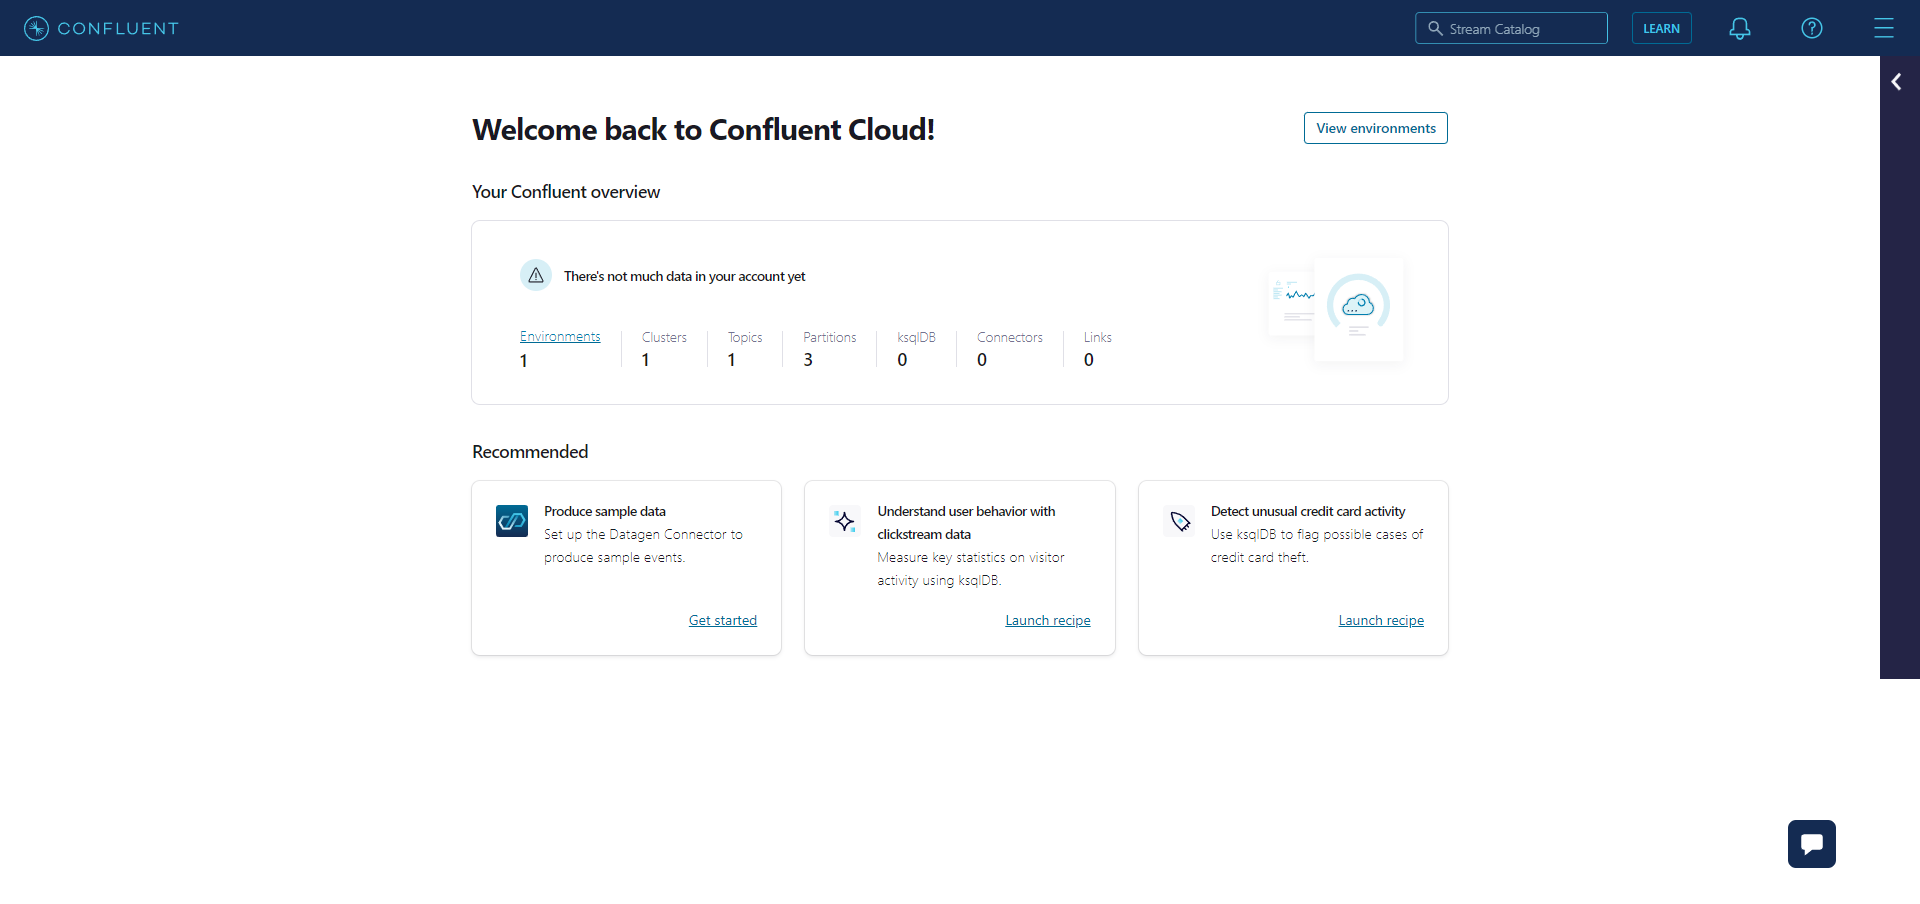 CONFLUENT
Stream Catalog
LEARN
Welcome back to Confluent Cloud!
View environments
Your Confluent overview
There's not much data in your account yet
Environments Clusters Topics Partitions ksqlDB Connectors Links
1 1 1 3 0 0 0
Recommended
Produce sample data
Set up the Datagen Connector to
produce sample events.
Get started
Understand user behavior with
clickstream data
Measure key statistics on visitor
activity using ksqlDB.
Launch recipe
Detect unusual credit card activity
Use ksqlDB to flag possible cases of
credit card theft.
Launch recipe